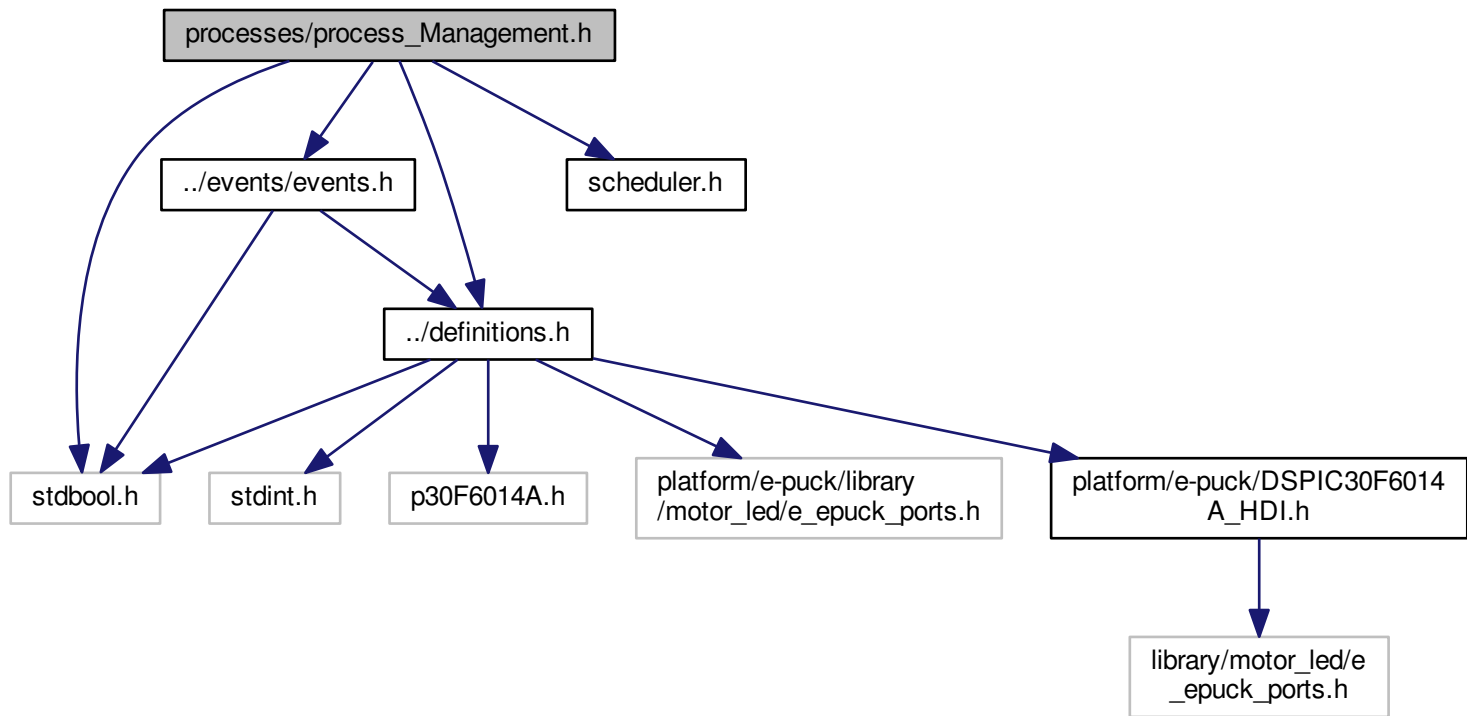 processes/process_Management.h
../events/events.h
scheduler.h
../definitions.h
stdbool.h
stdint.h
p30F6014A.h
platform/e-puck/library
/motor_led/e_epuck_ports.h
platform/e-puck/DSPIC30F6014
A_HDI.h
library/motor_led/e
_epuck_ports.h